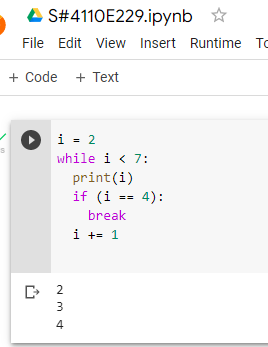 S#4110E229.ipynb
File Edit View Insert Runtime
+ Code + Text
i = 2
while i < 7:
  print(i)
  if (i == 4):
    break
  i += 1
2
3
4